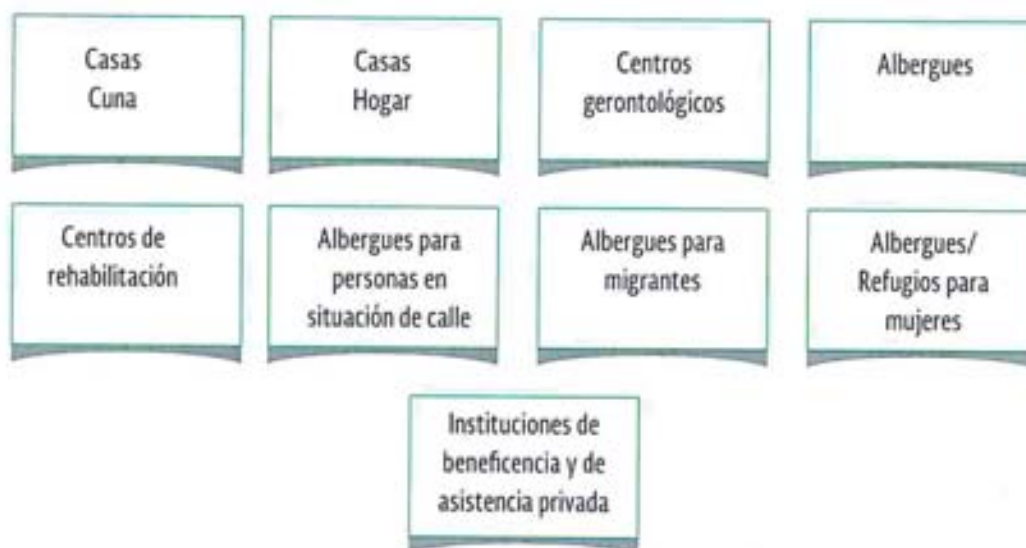 Casas
Cuna
Casas
Hogar
Centros
gerontológicos
Albergues
Centros de
rehabilitación
Albergues para
personas en
situación de calle
Albergues para
migrantes
Albergues/
Refugios para
mujeres
Instituciones de
beneficencia y de
asistencia privada